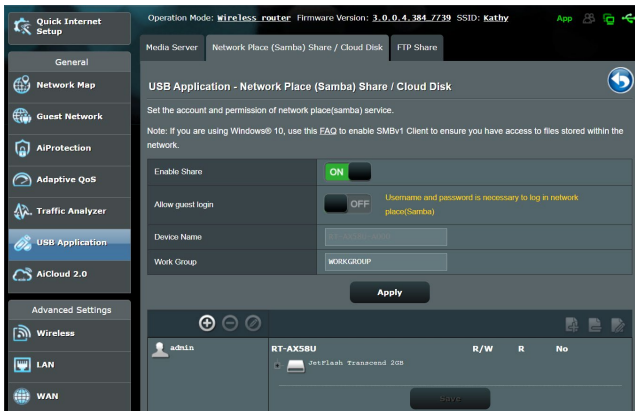 Quick Internet
Setup
Operation Mode: Wireless router Firmware Version: 3.0.0.4.384_7739 SSID: Kathy
App
Media Server
Network Place (Samba) Share / Cloud Disk
FTP Share
General
Network Map
Guest Network
AiProtection
Adaptive QoS
Traffic Analyzer
USB Application
AiCloud 2.0
Advanced Settings
Wireless
LAN
WAN
USB Application - Network Place (Samba) Share / Cloud Disk
Set the account and permission of network place(samba) service.
Note: If you are using Windows® 10, use this FAQ to enable SMBv1 Client to ensure you have access to files stored within the
network.
Enable Share
ON
Allow guest login
OFF
Username and password is necessary to log in network
place(Samba)
Device Name
Work Group
WORKGROUP
Apply
admin
RT-AX58U
R/W
R
No
JetFlash Transcend 2GB
Save